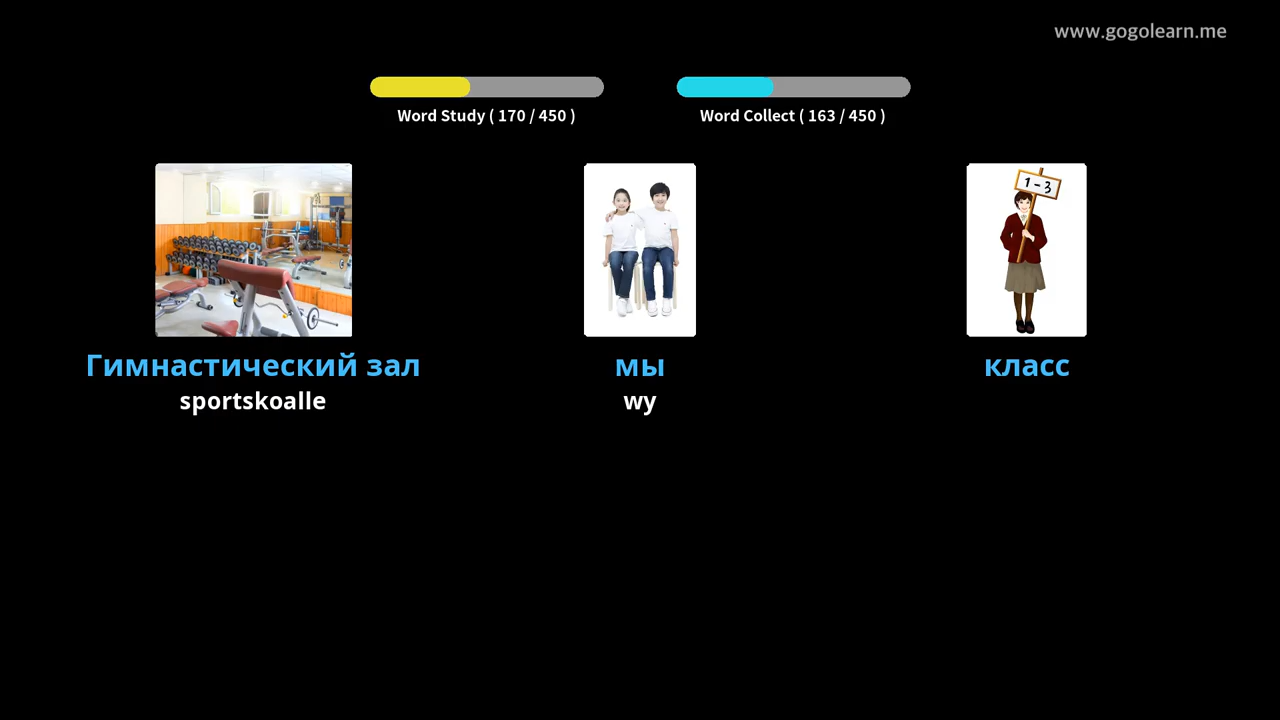 www.gogolearn.me
Word Study ( 170 / 450 )
Word Collect ( 163 / 450 )
1-3
Гимнастический зал
sportskoalle
мы
wy
класс